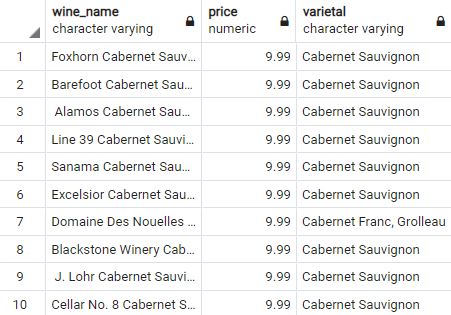 wine_name price varietal
character varying numeric character varying
1 Foxhorn Cabernet Sauv... 9.99 Cabernet Sauvignon
2 Barefoot Cabernet Sau... 9.99 Cabernet Sauvignon
3 Alamos Cabernet Sau... 9.99 Cabernet Sauvignon
4 Line 39 Cabernet Sauvi... 9.99 Cabernet Sauvignon
5 Sanama Cabernet Sau... 9.99 Cabernet Sauvignon
6 Excelsior Cabernet Sau... 9.99 Cabernet Sauvignon
7 Domaine Des Nouelles ... 9.99 Cabernet Franc, Grolleau
8 Blackstone Winery Cab... 9.99 Cabernet Sauvignon
9 J. Lohr Cabernet Sauvi... 9.99 Cabernet Sauvignon
10 Cellar No. 8 Cabernet S... 9.99 Cabernet Sauvignon